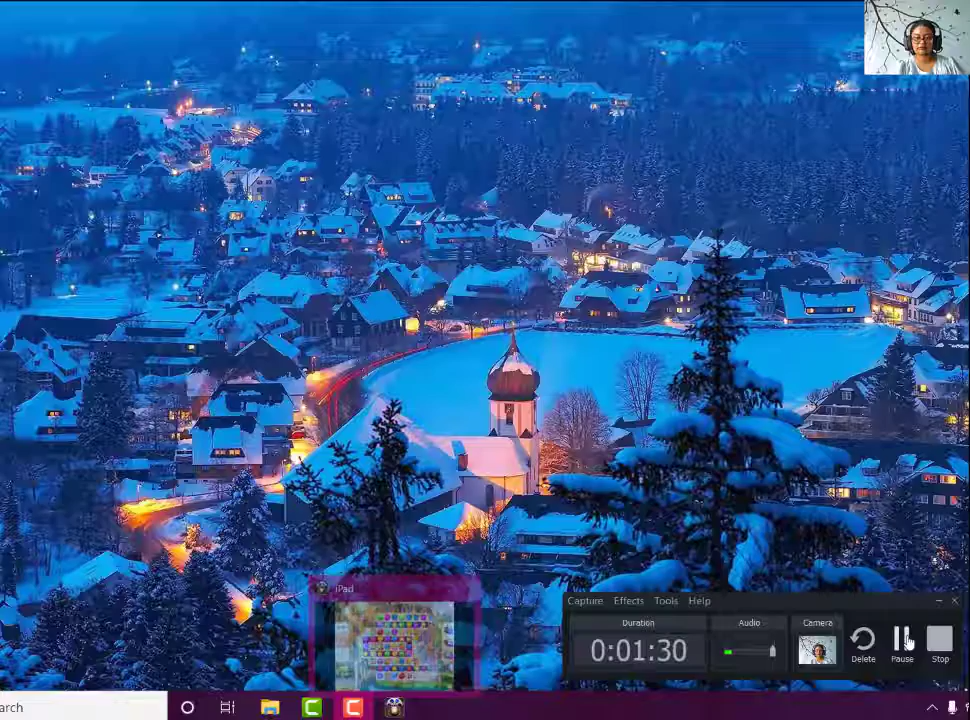 iPad
Capture Effects Tools Help
Duration Audio Camera
0:01:30
Delete Pause Stop
arch